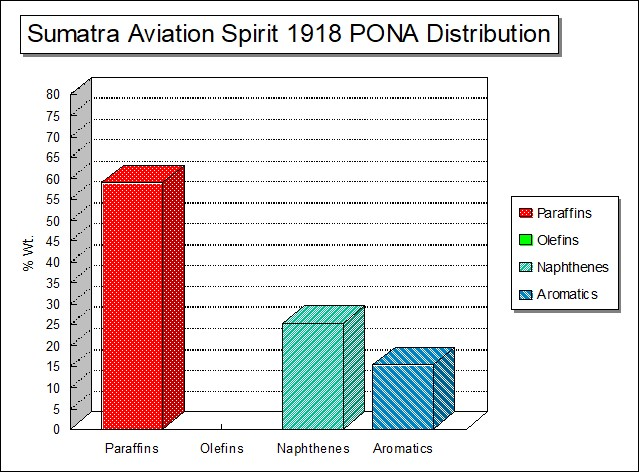 Sumatra Aviation Spirit 1918 PONA Distribution
80
75
70
65
60
55
50
45
40
35
30
25
20
15
10
5
0
% Wt.
Paraffins
Olefins
Naphthenes
Aromatics
Paraffins Olefins Naphthenes Aromatics